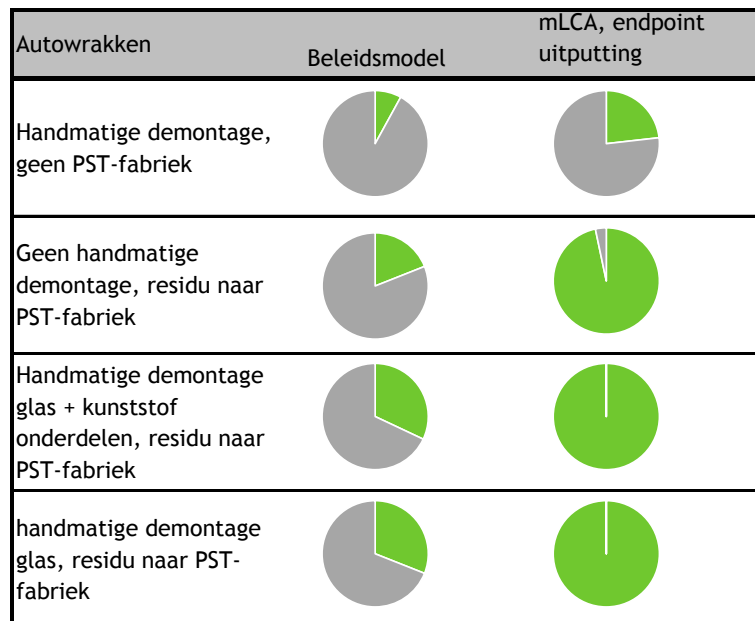 Autowrakken
Beleidsmodel
mLCA, endpoint
uitputting
Handmatige demontage,
geen PST-fabriek
Geen handmatige
demontage, residu naar
PST-fabriek
Handmatige demontage
glas + kunststof
onderdelen, residu naar
PST-fabriek
handmatige demontage
glas, residu naar PST-
fabriek